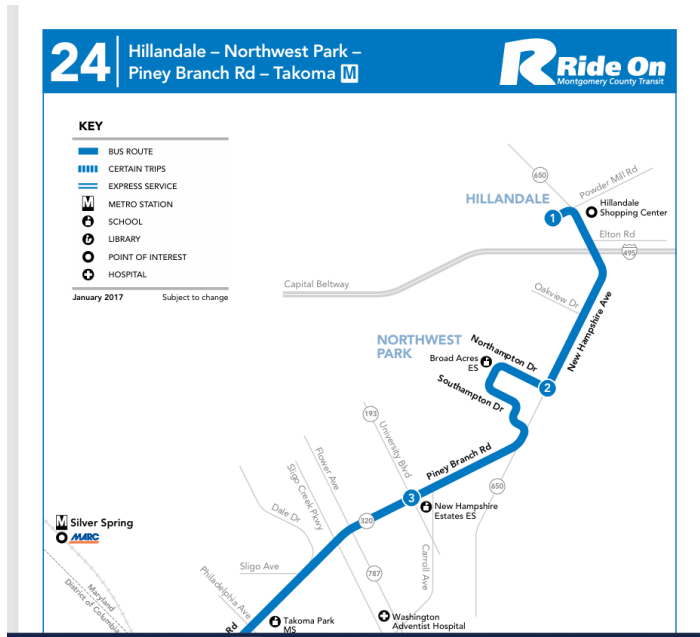 24
Hillandale – Northwest Park –
Piney Branch Rd – Takoma M
Ride On
Montgomery County Transit
KEY
BUS ROUTE
CERTAIN TRIPS
EXPRESS SERVICE
M METRO STATION
SCHOOL
LIBRARY
POINT OF INTEREST
HOSPITAL
January 2017 Subject to change
650
Powder Mill Rd
HILLANDALE
1
Hillandale
Shopping Center
Elton Rd
495
Capital Beltway
Oakview Dr
New Hampshire Ave
NORTHWEST
PARK
Northampton Dr
Broad Acres
ES
2
Southampton Dr
193
University Blvd
Piney Branch Rd
Flower Ave
Sligo Creek Pkwy
650
3
New Hampshire
Estates ES
Dale Dr
320
M Silver Spring
MARC
Carroll Ave
Sligo Ave
787
Philadelphia Ave
Maryland
District of Columbia
Takoma Park
MS
Washington
Adventist Hospital
Rd